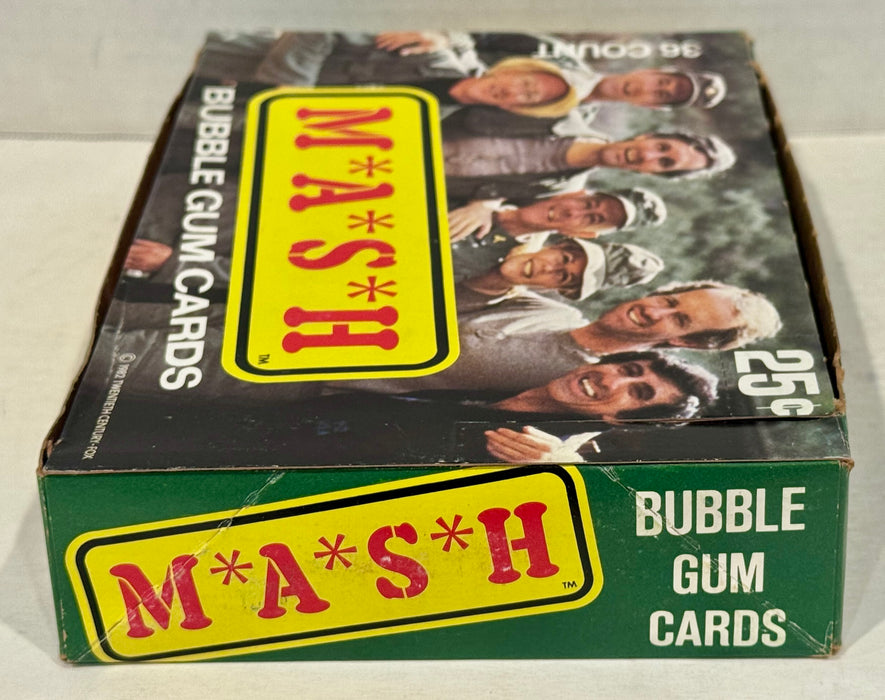 36 COUNT
M*A*S*H
TM
BUBBLE GUM CARDS
25¢
© 1982 TWENTIETH CENTURY-FOX
M*A*S*H
TM
BUBBLE
GUM
CARDS